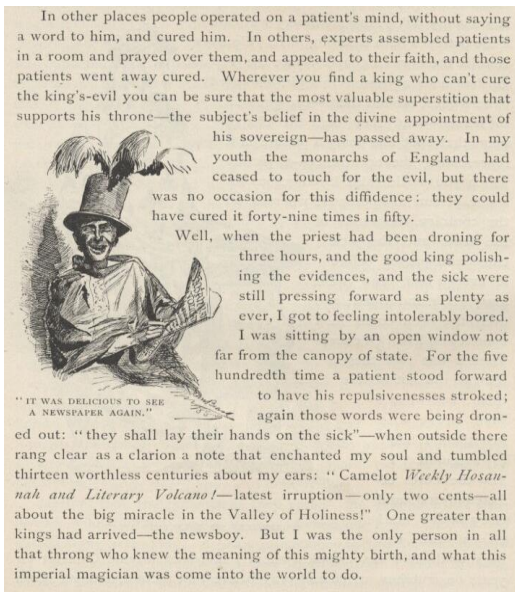 In other places people operated on a patient's mind, without saying
a word to him, and cured him. In others, experts assembled patients
in a room and prayed over them, and appealed to their faith, and those
patients went away cured. Wherever you find a king who can't cure
the king's-evil you can be sure that the most valuable superstition that
supports his throne—the subject's belief in the divine appointment of
his sovereign—has passed away. In my
youth the monarchs of England had
ceased to touch for the evil, but there
was no occasion for this diffidence: they could
have cured it forty-nine times in fifty.
Well, when the priest had been droning for
three hours, and the good king polish-
ing the evidences, and the sick were
still pressing forward as plenty as
ever, I got to feeling intolerably bored.
I was sitting by an open window not
far from the canopy of state. For the five
hundredth time a patient stood forward
to have his repulsivenesses stroked;
again those words were being dron-
ed out: "they shall lay their hands on the sick"—when outside there
rang clear as a clarion a note that enchanted my soul and tumbled
thirteen worthless centuries about my ears: "Camelot Weekly Hosan-
nah and Literary Volcano!—latest irruption—only two cents—all
about the big miracle in the Valley of Holiness!" One greater than
kings had arrived—the newsboy. But I was the only person in all
that throng who knew the meaning of this mighty birth, and what this
imperial magician was come into the world to do.
"IT WAS DELICIOUS TO SEE
A NEWSPAPER AGAIN."